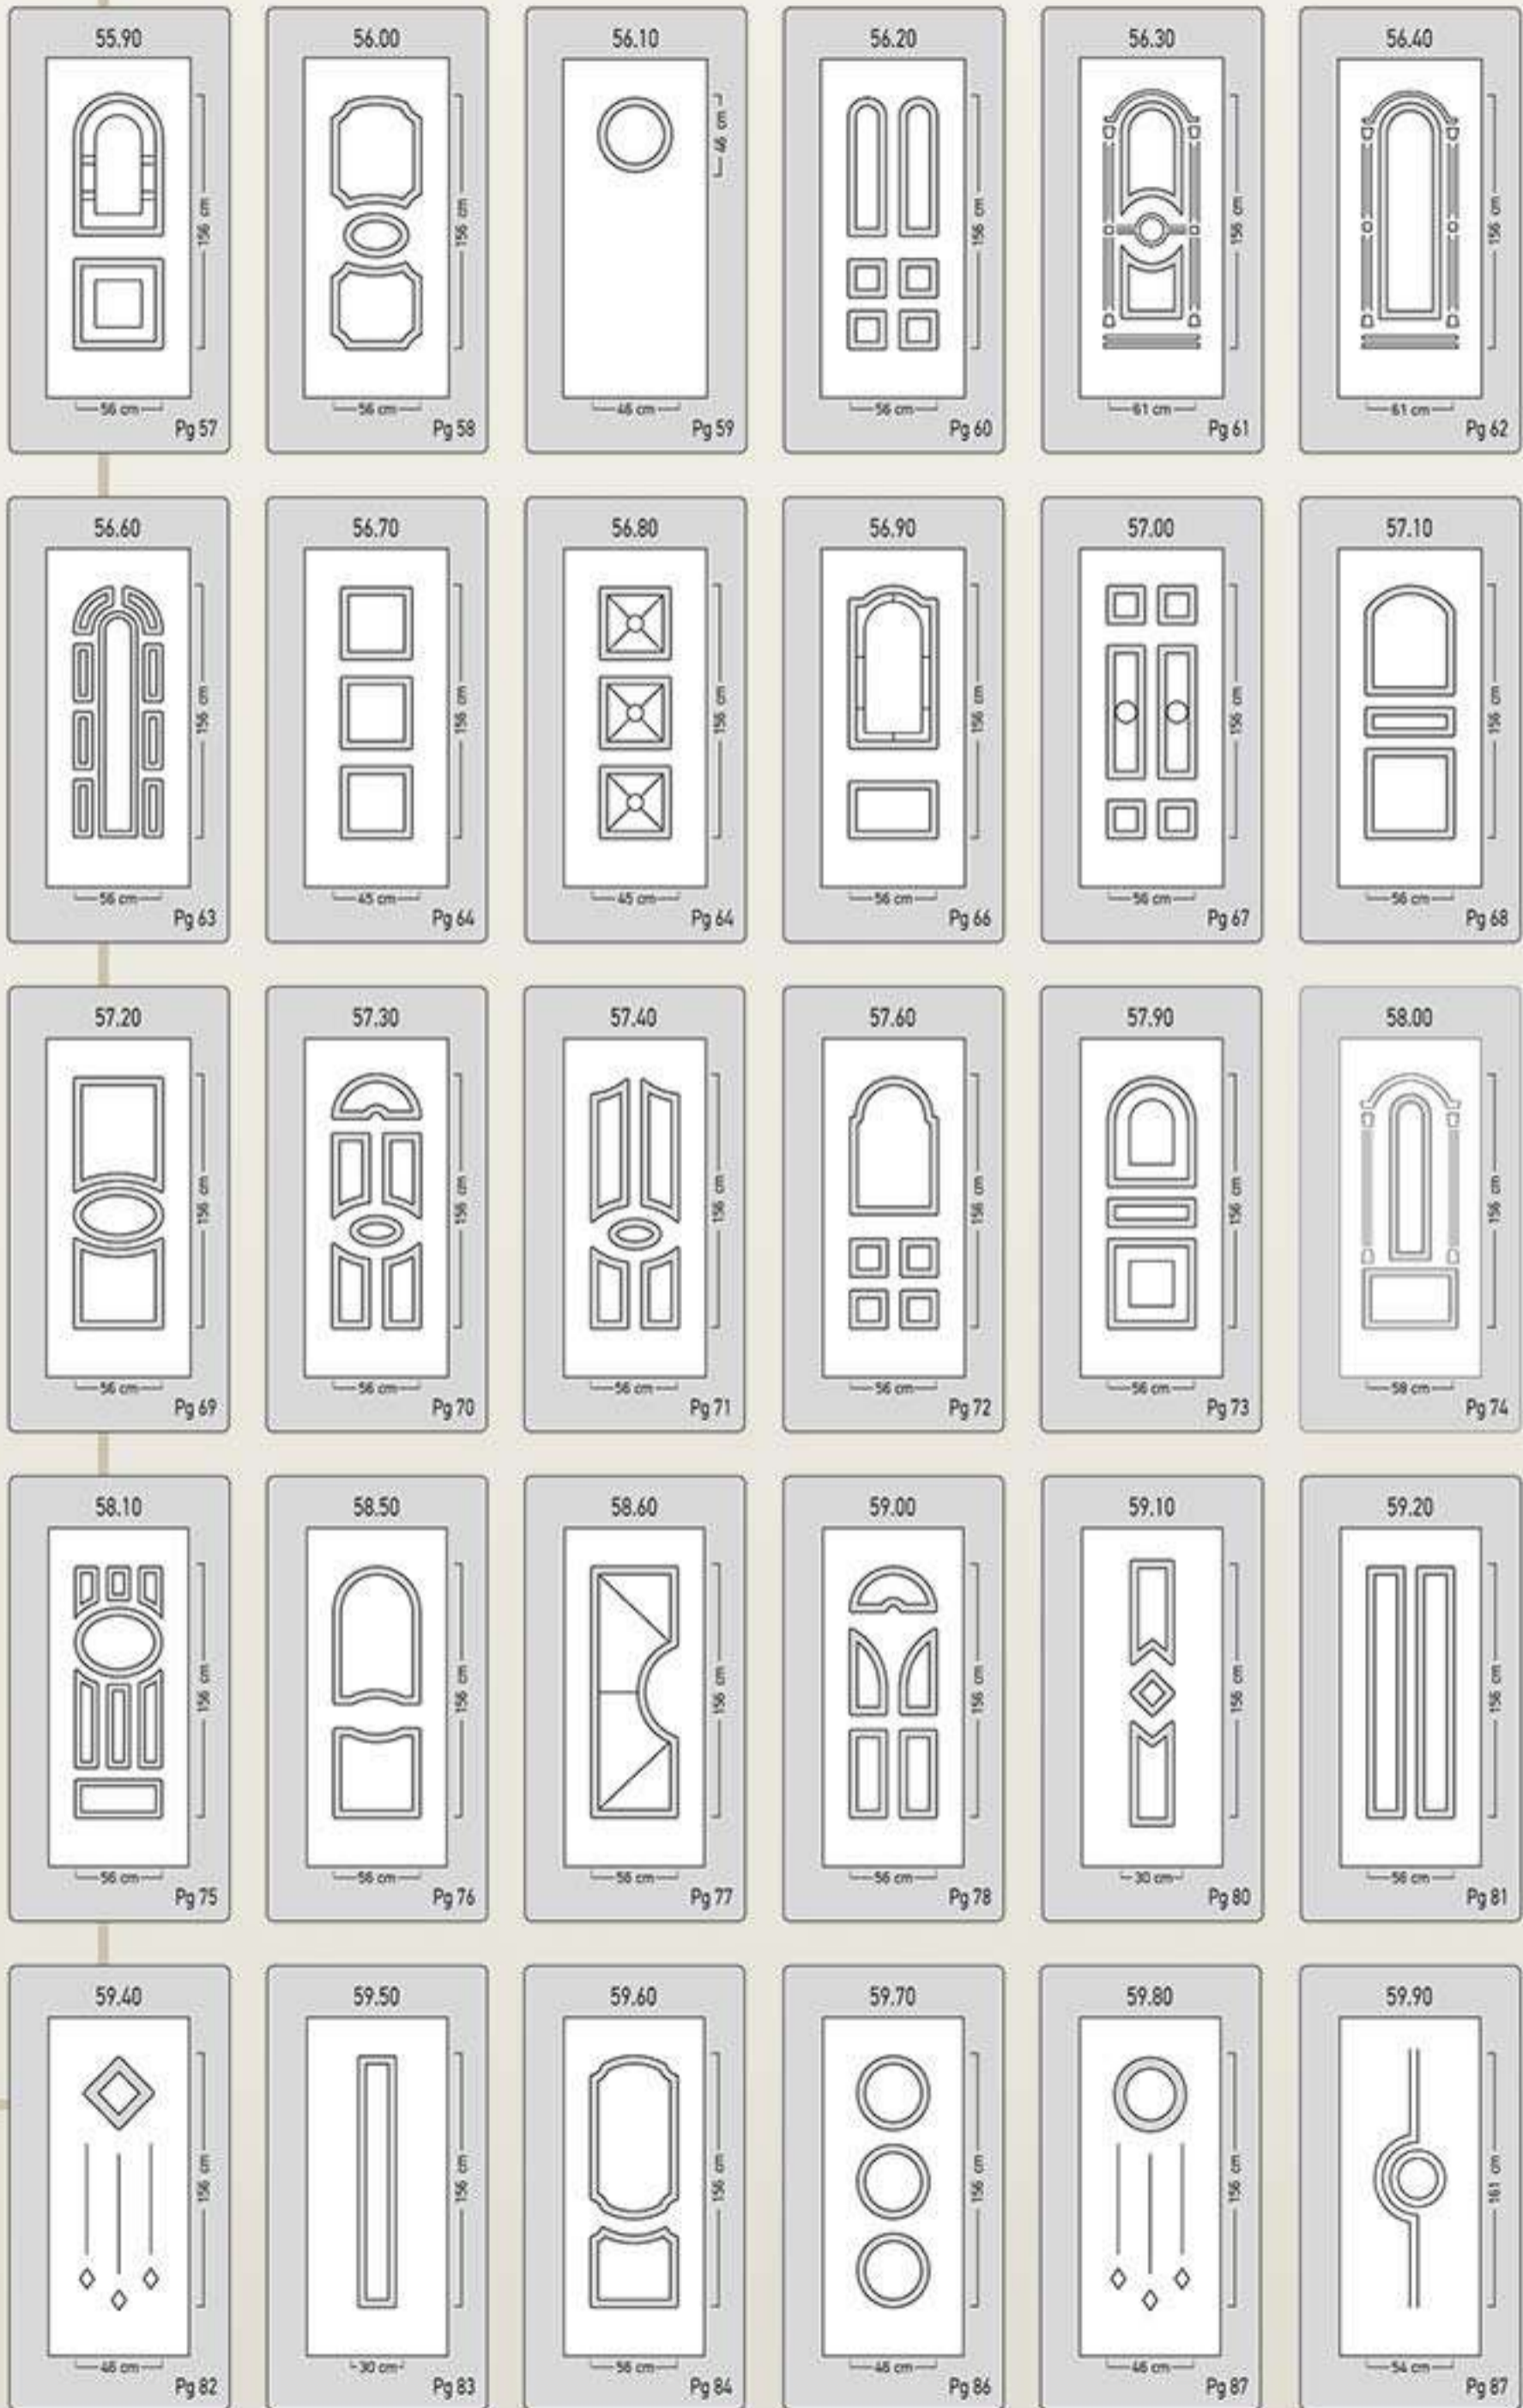 55.90
156 cm
56 cm
Pg 57
56.00
156 cm
56 cm
Pg 58
56.10
46 cm
46 cm
Pg 59
56.20
156 cm
56 cm
Pg 60
56.30
156 cm
61 cm
Pg 61
56.40
156 cm
61 cm
Pg 62
56.60
156 cm
56 cm
Pg 63
56.70
156 cm
45 cm
Pg 64
56.80
156 cm
45 cm
Pg 64
56.90
156 cm
56 cm
Pg 66
57.00
156 cm
56 cm
Pg 67
57.10
156 cm
56 cm
Pg 68
57.20
156 cm
56 cm
Pg 69
57.30
156 cm
56 cm
Pg 70
57.40
156 cm
56 cm
Pg 71
57.60
156 cm
56 cm
Pg 72
57.90
156 cm
56 cm
Pg 73
58.00
156 cm
58 cm
Pg 74
58.10
156 cm
56 cm
Pg 75
58.50
156 cm
56 cm
Pg 76
58.60
156 cm
56 cm
Pg 77
59.00
156 cm
56 cm
Pg 78
59.10
156 cm
30 cm
Pg 80
59.20
156 cm
56 cm
Pg 81
59.40
156 cm
46 cm
Pg 82
59.50
156 cm
30 cm
Pg 83
59.60
156 cm
56 cm
Pg 84
59.70
156 cm
46 cm
Pg 86
59.80
156 cm
46 cm
Pg 87
59.90
161 cm
54 cm
Pg 87